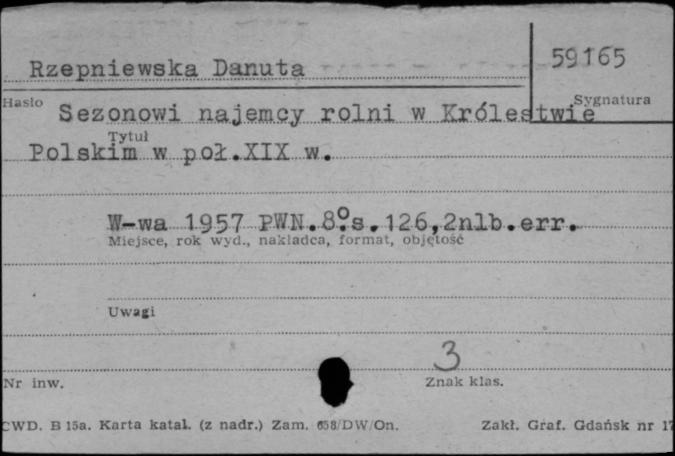 Rzepniewska Danuta
59165
Hasło
Sygnatura
Sezonowi najemcy rolni w Królestwie
Tytuł
Polskim w poł.XIX w.
W-wa 1957 PWN.8°.s.126,2nlb.err.
Miejsce, rok wyd., nakładca, format, objętość
Uwagi
3
Nr inw.
Znak klas.
CWD. B 15a. Karta katal. (z nadr.) Zam. 658/DW/On.
Zakł. Graf. Gdańsk nr 17